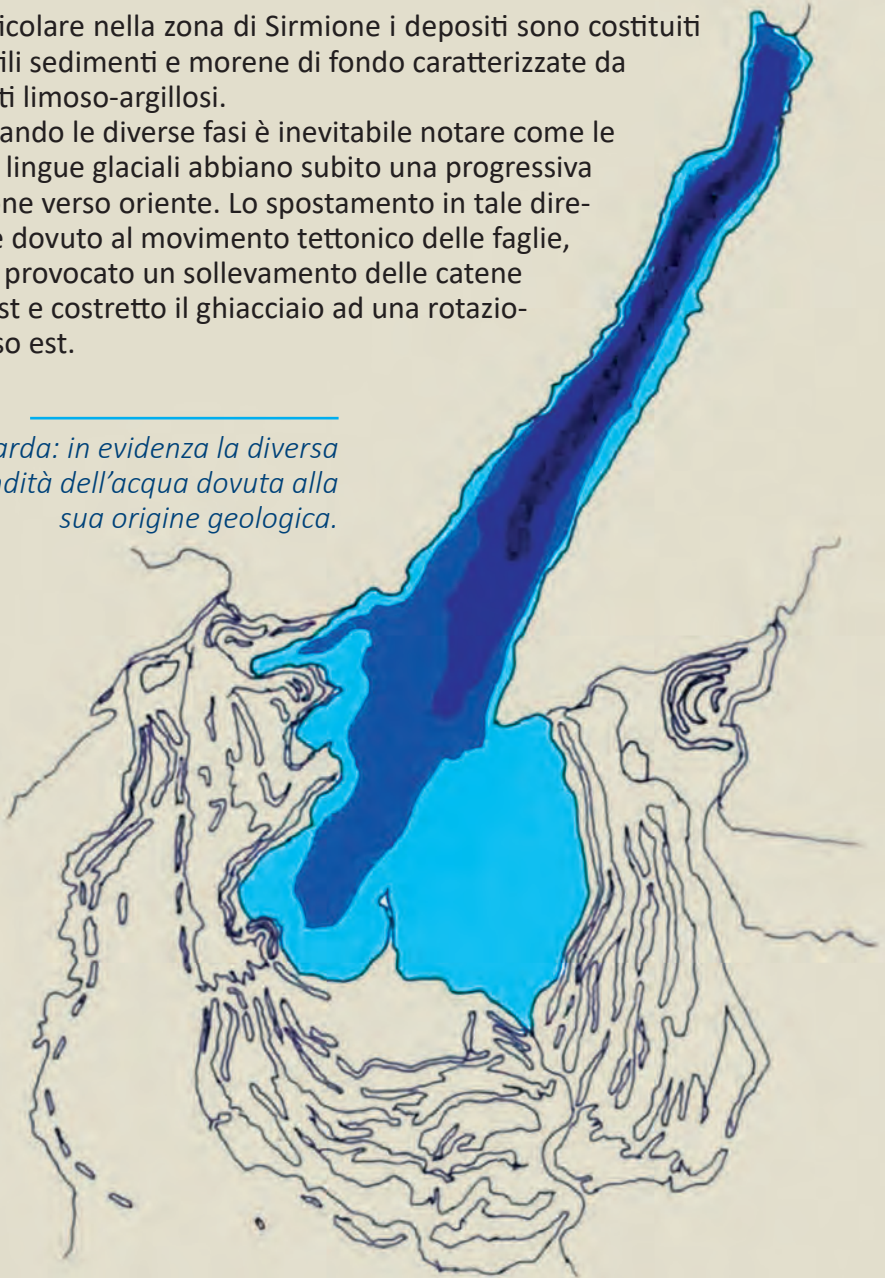 icolare nella zona di Sirmione i depositi sono costituiti
ili sedimenti e morene di fondo caratterizzate da
ti limoso-argillosi.
ando le diverse fasi è inevitabile notare come le
lingue glaciali abbiano subito una progressiva
ne verso oriente. Lo spostamento in tale dire-
e dovuto al movimento tettonico delle faglie,
provocato un sollevamento delle catene
st e costretto il ghiacciaio ad una rotazio-
so est.
arda: in evidenza la diversa
ndità dell’acqua dovuta alla
sua origine geologica.